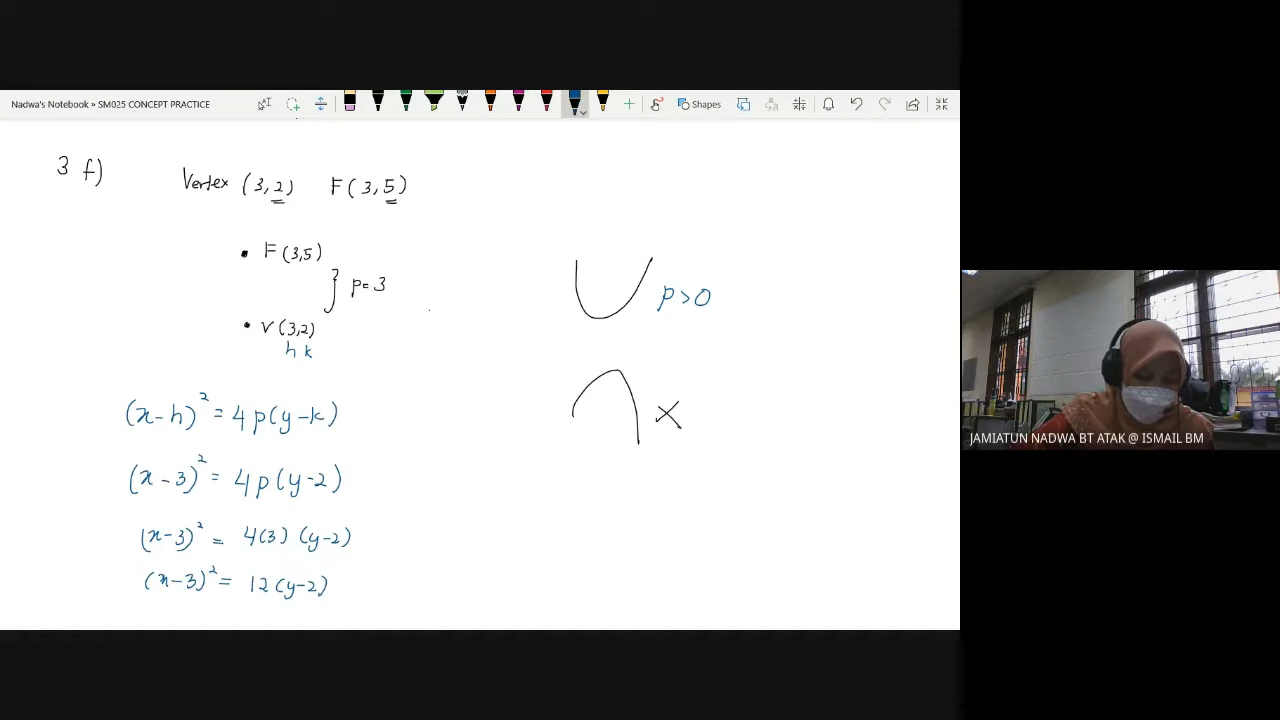 Nadwa's Notebook » SM025 CONCEPT PRACTICE
Shapes
3 f)
Vertex (3,2) F(3,5)
• F(3,5)
} p=3
• V(3,2)
h k
p>0
(x-h)² = 4p(y-k)
(x-3)² = 4p(y-2)
(x-3)² = 4(3) (y-2)
(x-3)² = 12(y-2)
JAMIATUN NADWA BT ATAK @ ISMAIL BM